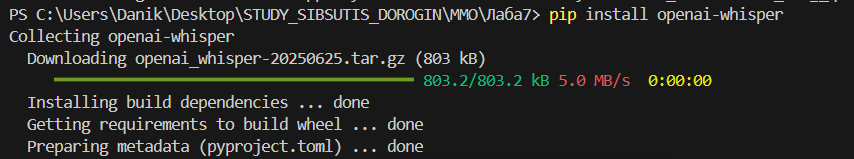 PS C:\Users\Danik\Desktop\STUDY_SIBSUTIS_DOROGIN\MMO\Лаба7> pip install openai-whisper
Collecting openai-whisper
  Downloading openai_whisper-20250625.tar.gz (803 kB)
     ━━━━━━━━━━━━━━━━━━━━━━━━━━━━━━━━━━━━━━━━ 803.2/803.2 kB 5.0 MB/s  0:00:00
  Installing build dependencies ... done
  Getting requirements to build wheel ... done
  Preparing metadata (pyproject.toml) ... done